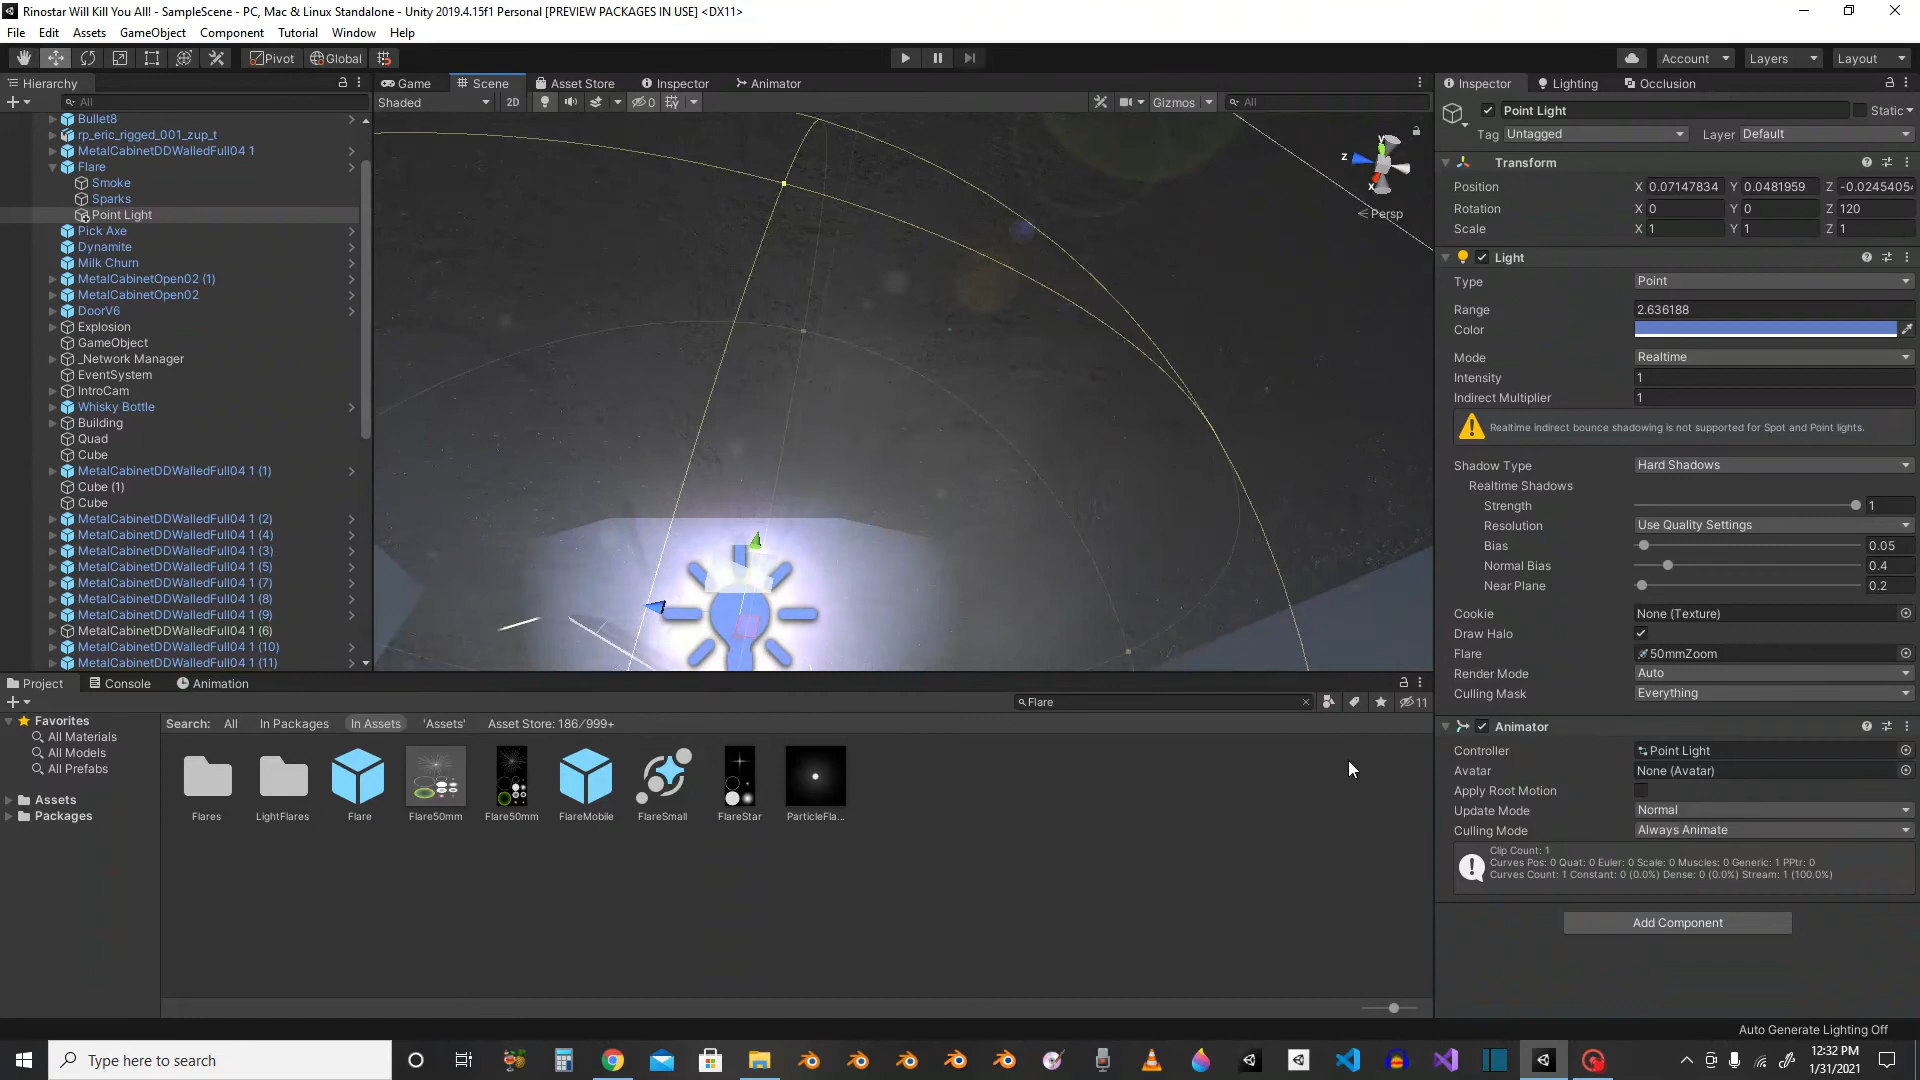 Rinostar Will Kill You All! - SampleScene - PC, Mac & Linux Standalone - Unity 2019.4.15f1 Personal [PREVIEW PACKAGES IN USE] <DX11>
File Edit Assets GameObject Component Tutorial Window Help
Pivot Global Account Layers Layout
Hierarchy
All
Bullet8
rp_eric_rigged_001_zup_t
MetalCabinetDDWalledFull04 1
Flare
Smoke
Sparks
Point Light
Pick Axe
Dynamite
Milk Churn
MetalCabinetOpen02 (1)
MetalCabinetOpen02
DoorV6
Explosion
GameObject
_Network Manager
EventSystem
IntroCam
Whisky Bottle
Building
Quad
Cube
MetalCabinetDDWalledFull04 1 (1)
Cube (1)
Cube
MetalCabinetDDWalledFull04 1 (2)
MetalCabinetDDWalledFull04 1 (4)
MetalCabinetDDWalledFull04 1 (3)
MetalCabinetDDWalledFull04 1 (5)
MetalCabinetDDWalledFull04 1 (7)
MetalCabinetDDWalledFull04 1 (8)
MetalCabinetDDWalledFull04 1 (9)
MetalCabinetDDWalledFull04 1 (6)
MetalCabinetDDWalledFull04 1 (10)
MetalCabinetDDWalledFull04 1 (11)
Game Scene Asset Store Inspector Animator
Shaded 2D 0 Gizmos All
y
z
x
Persp
Inspector Lighting Occlusion
Point Light Static
Tag Untagged Layer Default
Transform
Position X 0.07147834 Y 0.0481959 Z -0.0245405
Rotation X 0 Y 0 Z 120
Scale X 1 Y 1 Z 1
Light
Type Point
Range 2.636188
Color
Mode Realtime
Intensity 1
Indirect Multiplier 1
Realtime indirect bounce shadowing is not supported for Spot and Point lights.
Shadow Type Hard Shadows
Realtime Shadows
Strength 1
Resolution Use Quality Settings
Bias 0.05
Normal Bias 0.4
Near Plane 0.2
Cookie None (Texture)
Draw Halo
Flare 50mmZoom
Render Mode Auto
Culling Mask Everything
Animator
Controller Point Light
Avatar None (Avatar)
Apply Root Motion
Update Mode Normal
Culling Mode Always Animate
Clip Count: 1
Curves Pos: 0 Quat: 0 Euler: 0 Scale: 0 Muscles: 0 Generic: 1 PPtr: 0
Curves Count: 1 Constant: 0 (0.0%) Dense: 0 (0.0%) Stream: 1 (100.0%)
Add Component
Project Console Animation
Flare 11
Favorites
All Materials
All Models
All Prefabs
Assets
Packages
Search: All In Packages In Assets 'Assets' Asset Store: 186/999+
Flares LightFlares Flare Flare50mm Flare50mm FlareMobile FlareSmall FlareStar ParticleFla...
Auto Generate Lighting Off
Type here to search
12:32 PM
1/31/2021